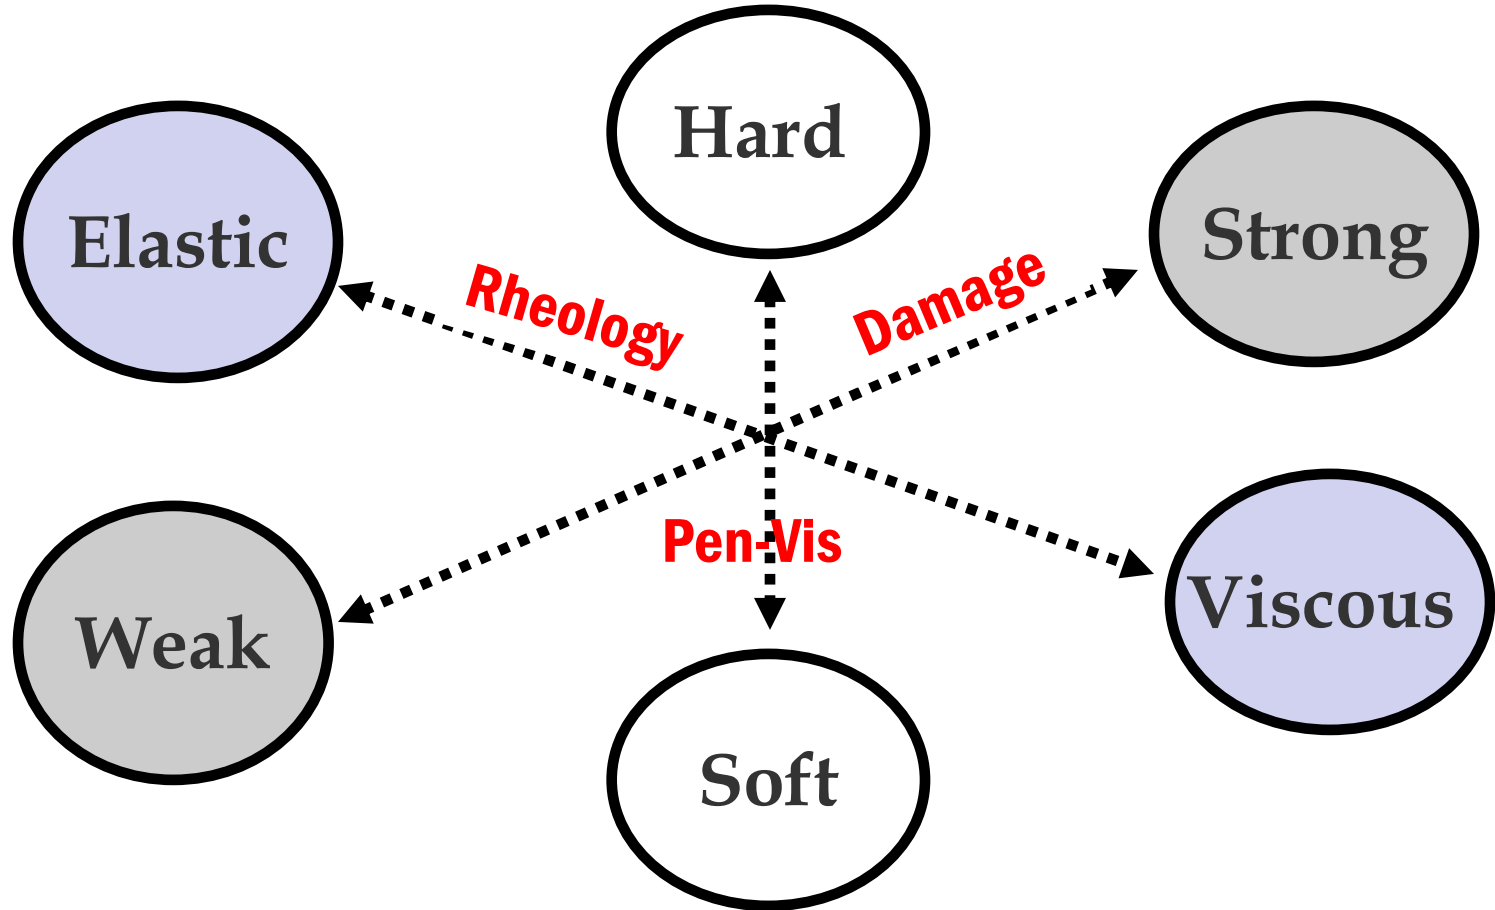 Hard
Elastic
Strong
Rheology
Damage
Pen-Vis
Weak
Viscous
Soft